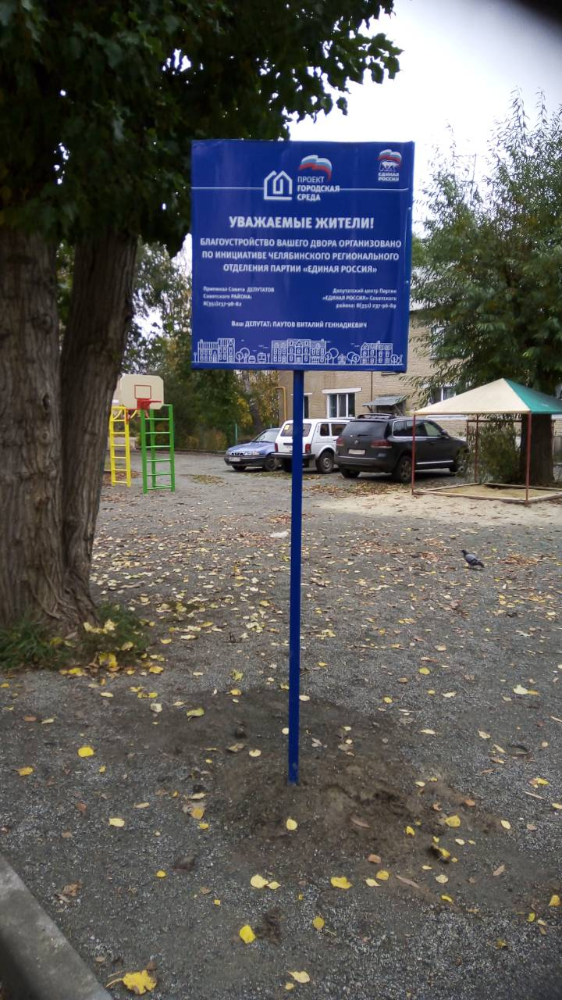 ПРОЕКТ
ГОРОДСКАЯ
СРЕДА
ЕДИНАЯ
РОССИЯ
УВАЖАЕМЫЕ ЖИТЕЛИ!
БЛАГОУСТРОЙСТВО ВАШЕГО ДВОРА ОРГАНИЗОВАНО
ПО ИНИЦИАТИВЕ ЧЕЛЯБИНСКОГО РЕГИОНАЛЬНОГО
ОТДЕЛЕНИЯ ПАРТИИ «ЕДИНАЯ РОССИЯ»
Приемная Совета ДЕПУТАТОВ
Советского РАЙОНА:
8(351)237-98-82
Депутатский центр Партии
«ЕДИНАЯ РОССИЯ» Советского
района: 8(351) 237-96-69
Ваш ДЕПУТАТ: ПАУТОВ ВИТАЛИЙ ГЕННАДИЕВИЧ